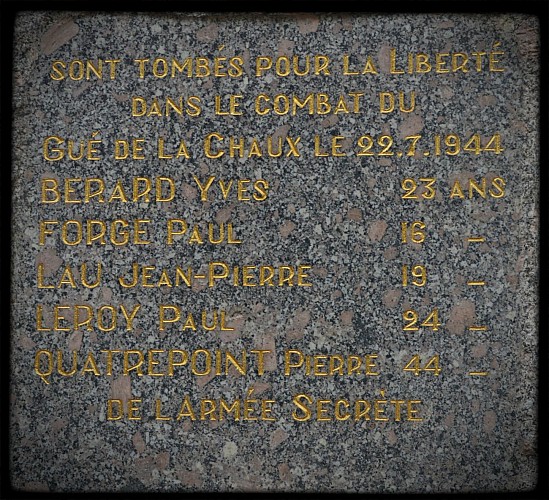 SONT TOMBÉS POUR LA LIBERTÉ
DANS LE COMBAT DU
GUÉ DE LA CHAUX LE 22.7.1944
BERARD YVES 23 ANS
FORGE PAUL 16 _
LAU JEAN-PIERRE 19 _
LEROY PAUL 24 _
QUATREPOINT PIERRE 44 _
DE L'ARMÉE SECRÈTE